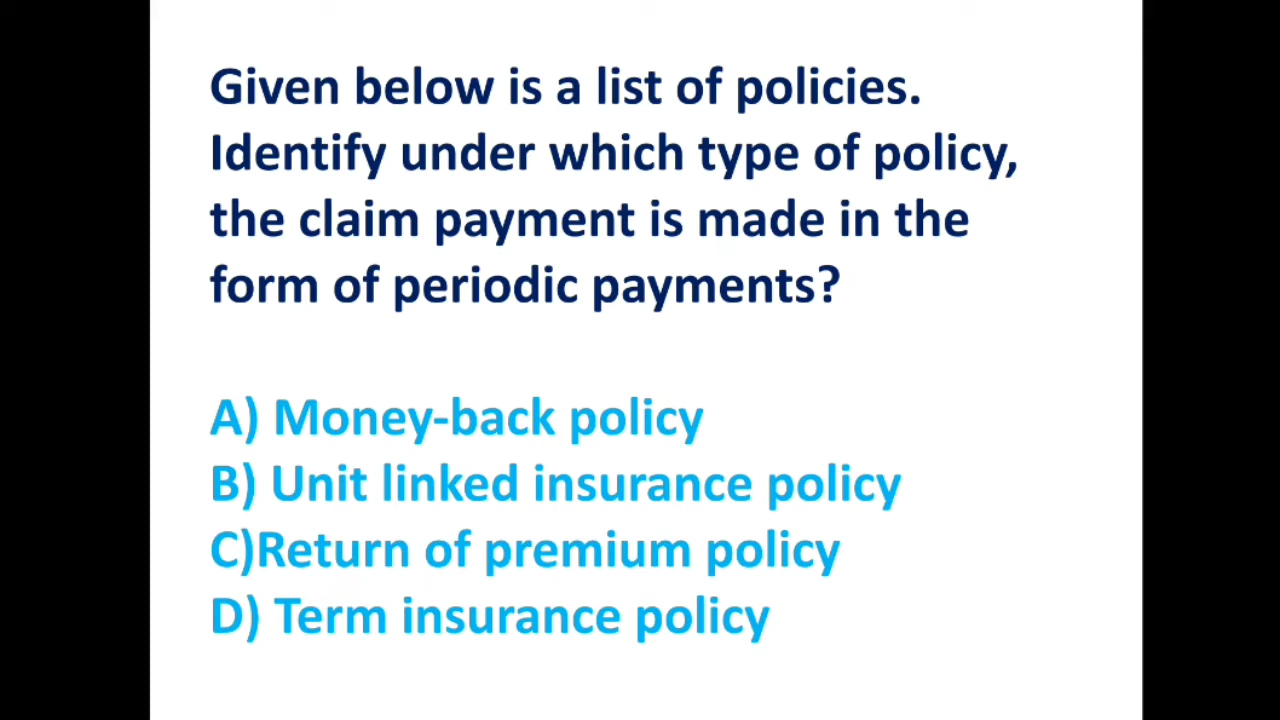 Given below is a list of policies.
Identify under which type of policy,
the claim payment is made in the
form of periodic payments?
A) Money-back policy
B) Unit linked insurance policy
C)Return of premium policy
D) Term insurance policy